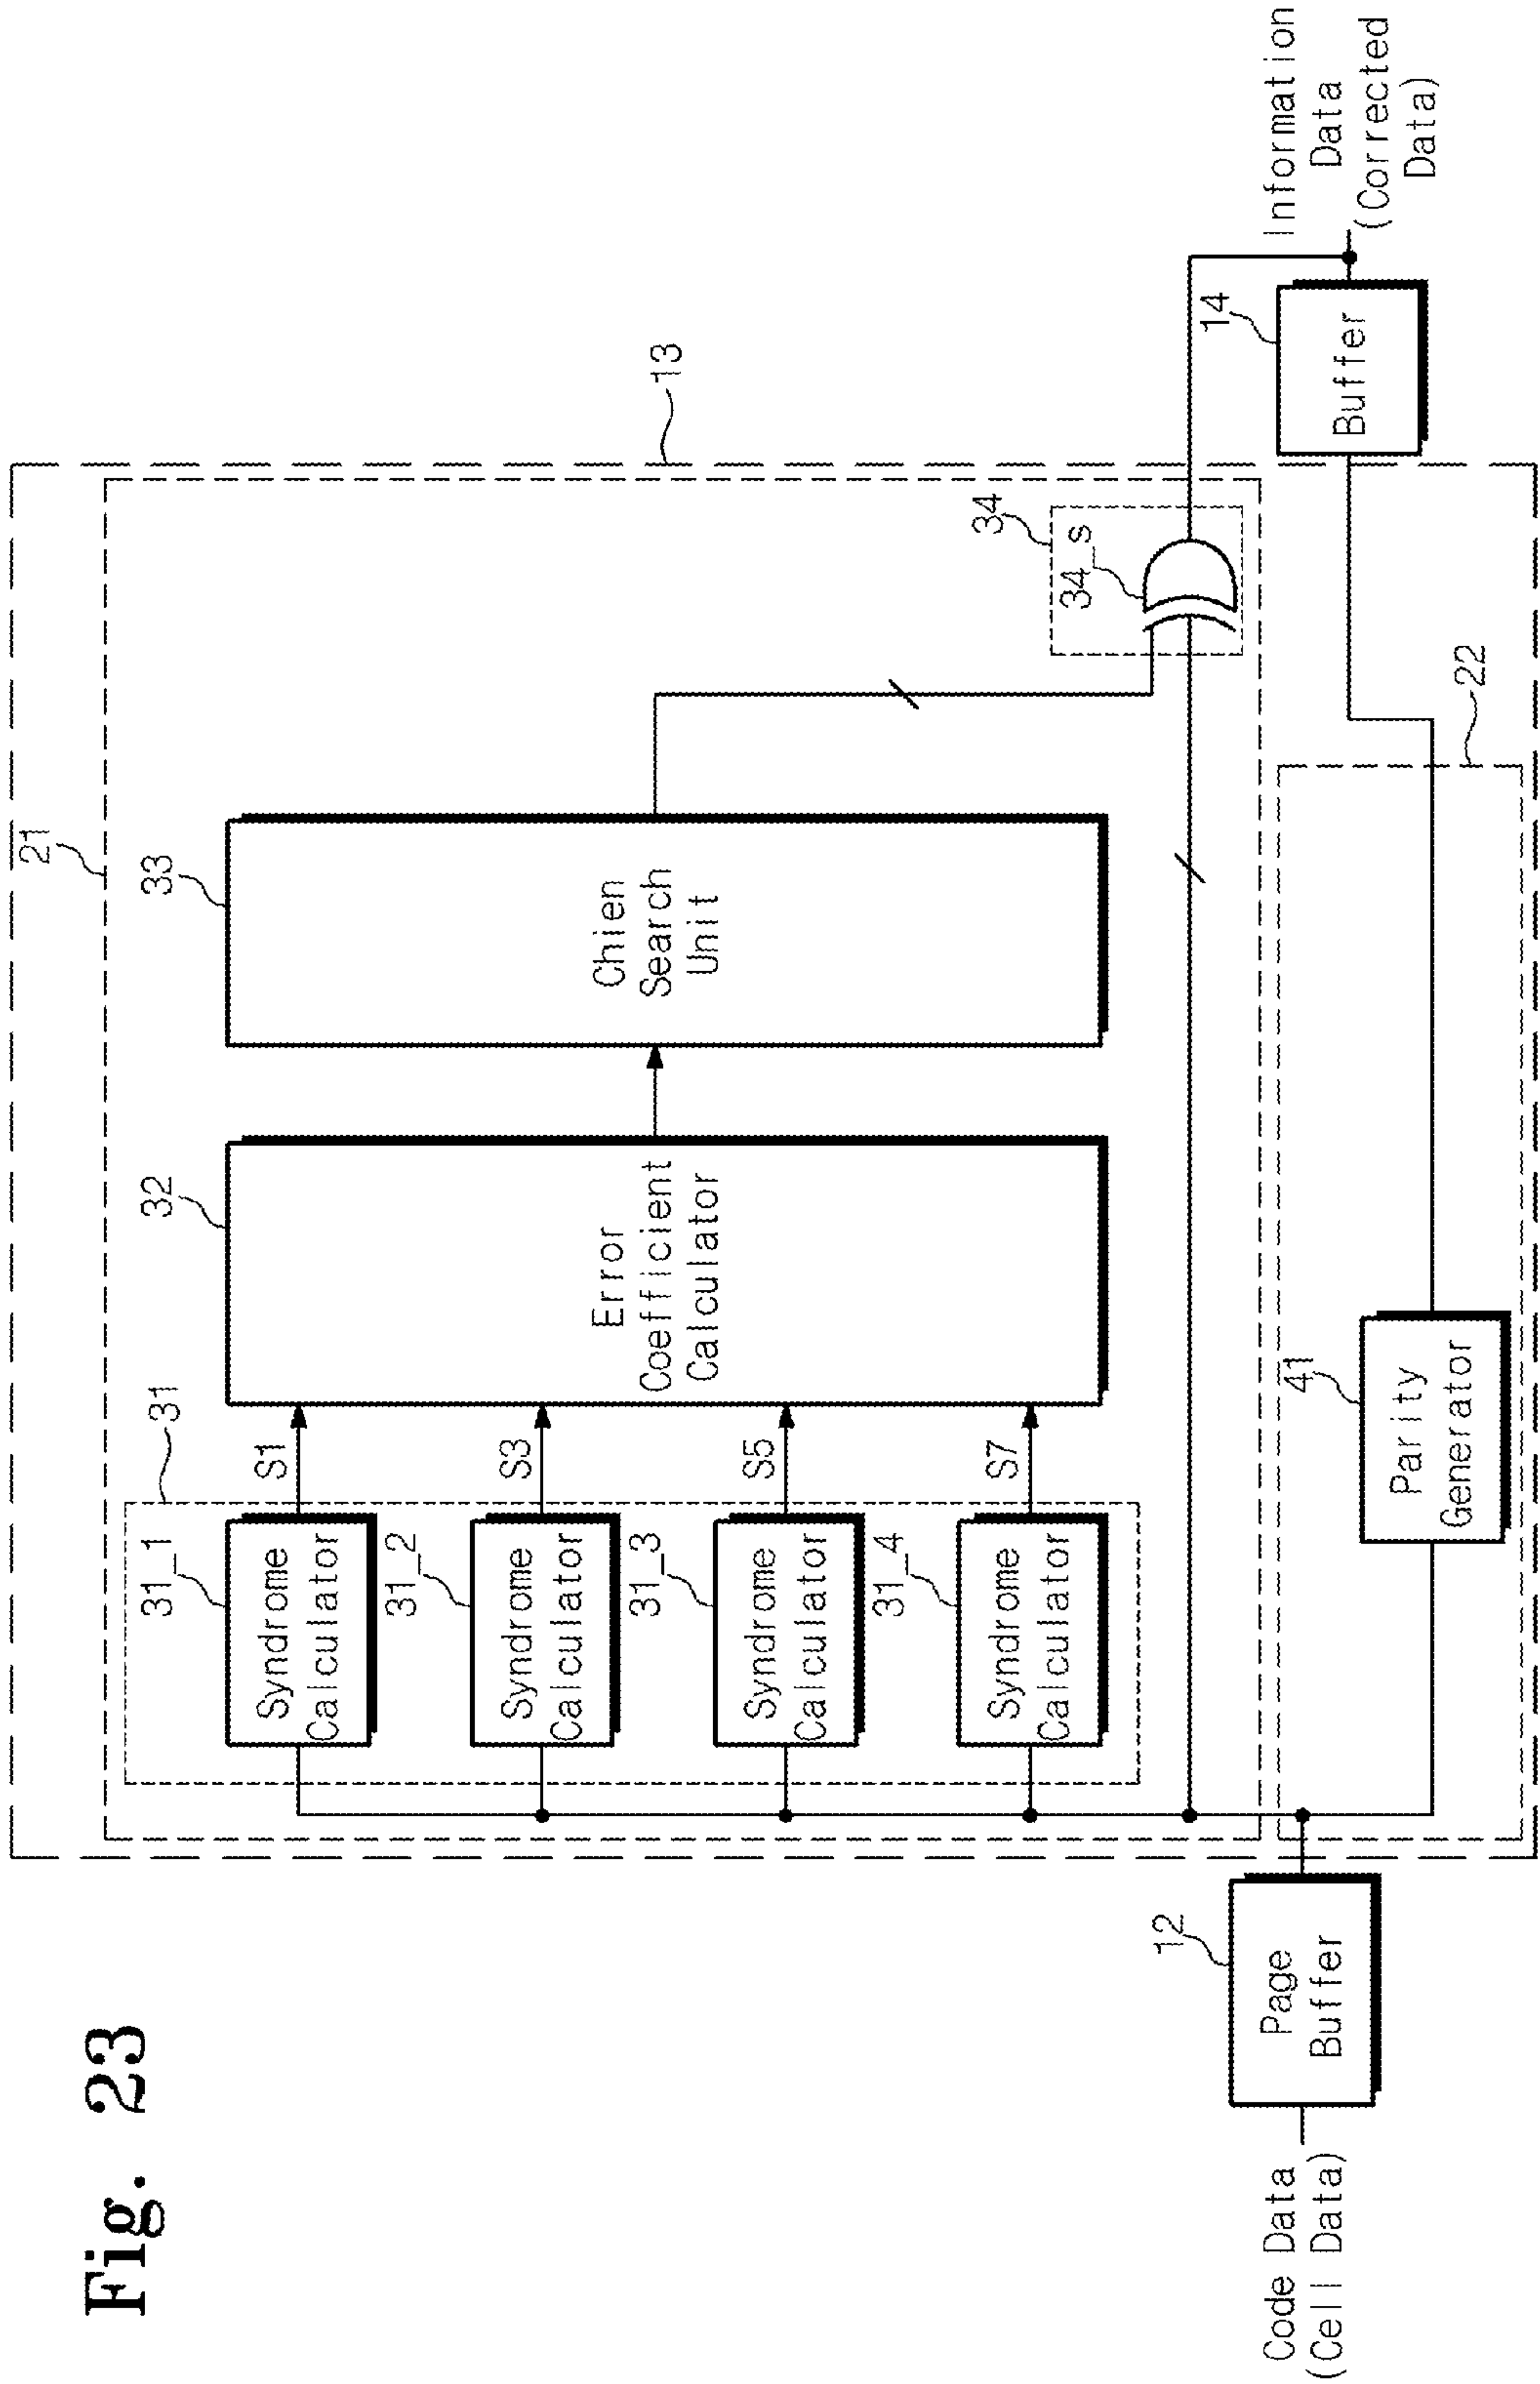 Fig. 23
21
13
31
32
33
31_1
Syndrome
Calculator
S1
31_2
Syndrome
Calculator
S3
31_3
Syndrome
Calculator
S5
31_4
Syndrome
Calculator
S7
Error
Coefficient
Calculator
Chien
Search
Unit
34
34_s
12
Page
Buffer
Code Data
(Cell Data)
14
Buffer
Information
Data
(Corrected
Data)
22
41
Parity
Generator